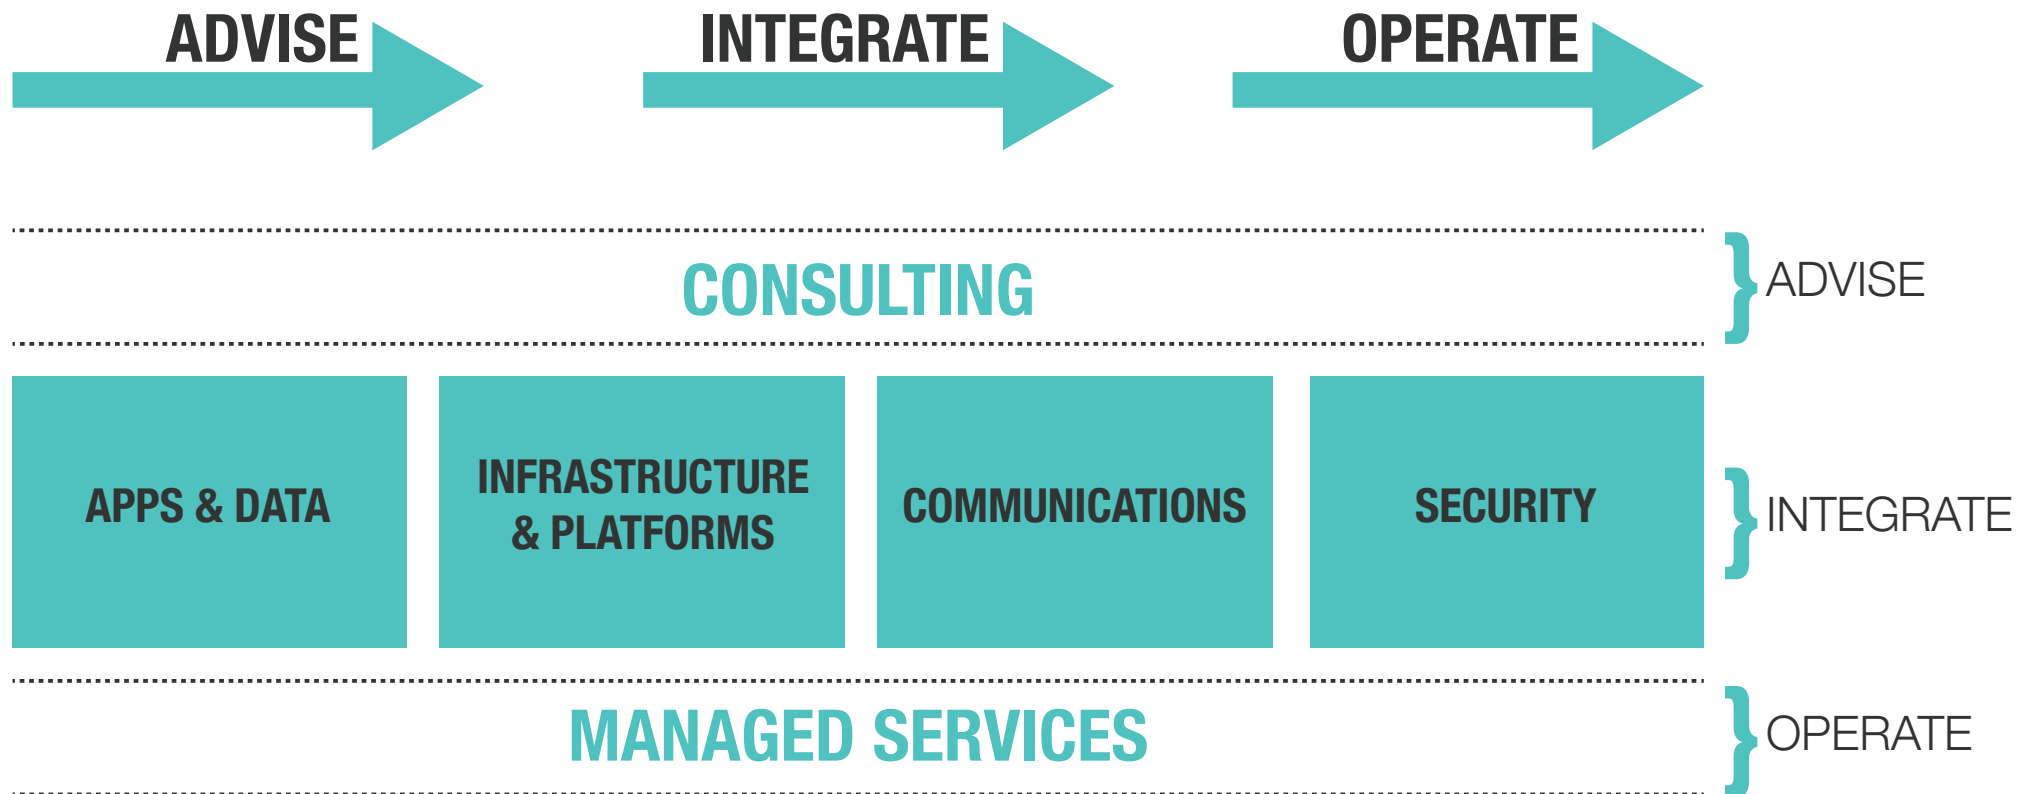 ADVISE
INTEGRATE
OPERATE
CONSULTING
ADVISE
APPS & DATA
INFRASTRUCTURE
& PLATFORMS
COMMUNICATIONS
SECURITY
INTEGRATE
MANAGED SERVICES
OPERATE